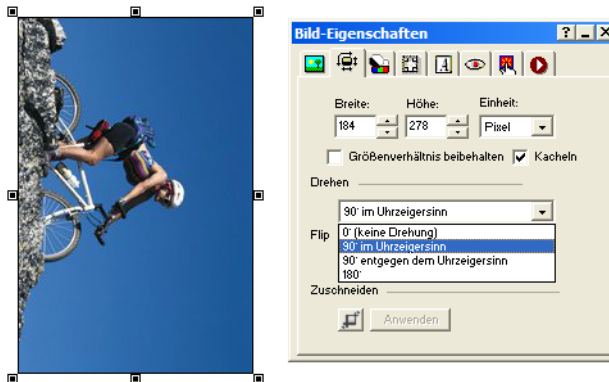 Bild-Eigenschaften
A
Breite: Höhe: Einheit:
184 278 Pixel
Größenverhältnis beibehalten Kacheln
Drehen
90° im Uhrzeigersinn
Flip
0° (keine Drehung)
90° im Uhrzeigersinn
90° entgegen dem Uhrzeigersinn
180°
Zuschneiden
Anwenden